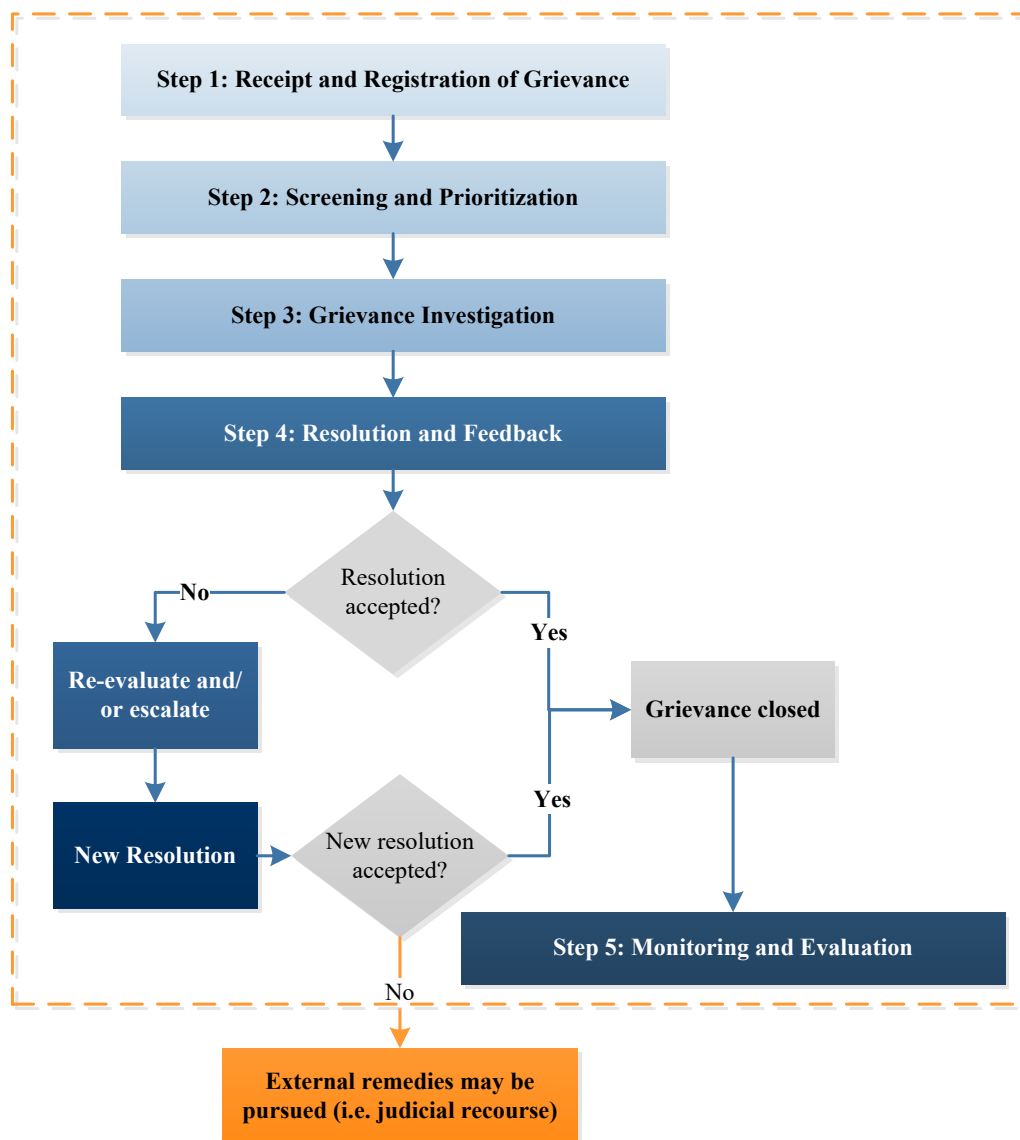 Step 1: Receipt and Registration of Grievance
Step 2: Screening and Prioritization
Step 3: Grievance Investigation
Step 4: Resolution and Feedback
Resolution
accepted?
No
Yes
Re-evaluate and/
or escalate
Grievance closed
Yes
New Resolution
New resolution
accepted?
Step 5: Monitoring and Evaluation
No
External remedies may be
pursued (i.e. judicial recourse)